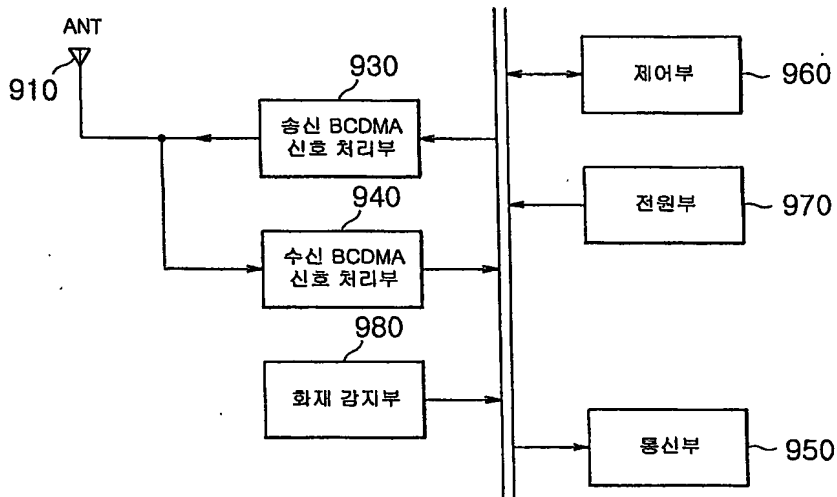 ANT
910
930
송신 BCDMA
신호 처리부
940
수신 BCDMA
신호 처리부
980
화재 감지부
제어부
960
전원부
970
통신부
950